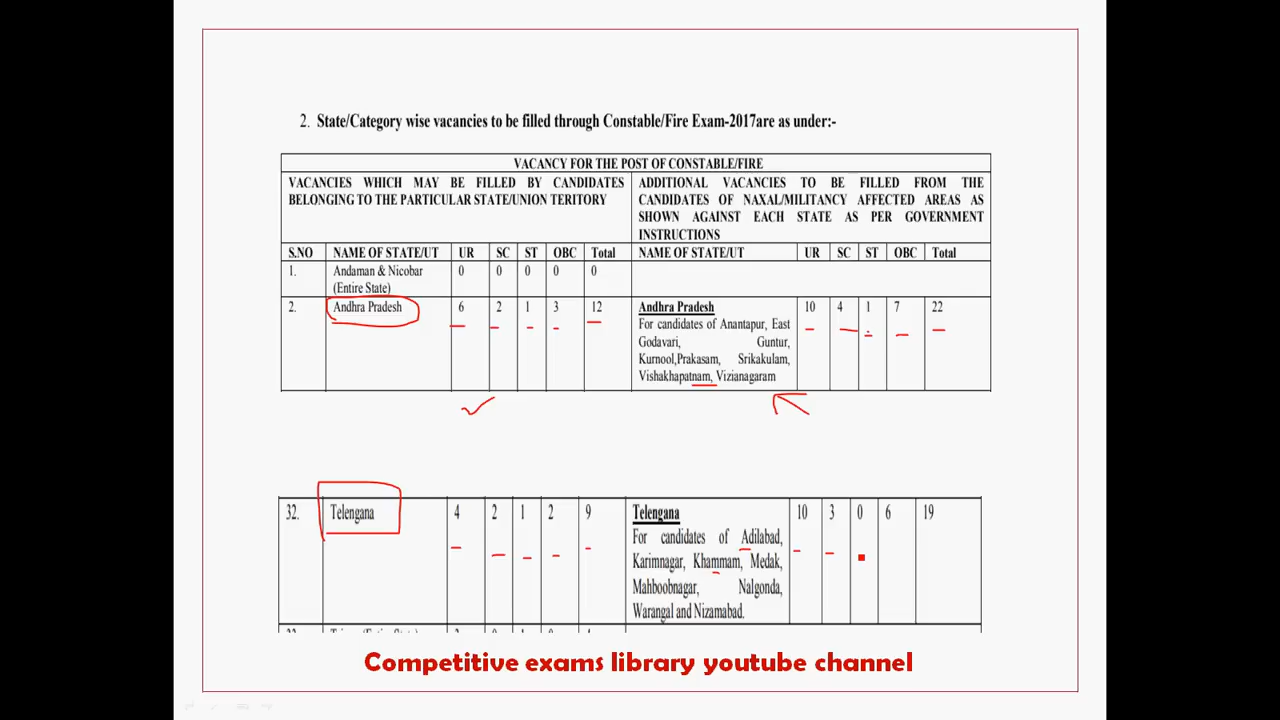 2. State/Category wise vacancies to be filled through Constable/Fire Exam-2017are as under:-
VACANCY FOR THE POST OF CONSTABLE/FIRE
VACANCIES WHICH MAY BE FILLED BY CANDIDATES
BELONGING TO THE PARTICULAR STATE/UNION TERITORY
ADDITIONAL VACANCIES TO BE FILLED FROM THE
CANDIDATES OF NAXAL/MILITANCY AFFECTED AREAS AS
SHOWN AGAINST EACH STATE AS PER GOVERNMENT
INSTRUCTIONS
S.NO NAME OF STATE/UT UR SC ST OBC Total NAME OF STATE/UT UR SC ST OBC Total
1. Andaman & Nicobar 0 0 0 0 0
(Entire State)
2. Andhra Pradesh 6 2 1 3 12 Andhra Pradesh 10 4 1 7 22
For candidates of Anantapur, East
Godavari, Guntur,
Kurnool,Prakasam, Srikakulam,
Vishakhapatnam, Vizianagaram
32. Telengana 4 2 1 2 9 Telengana 10 3 0 6 19
For candidates of Adilabad,
Karimnagar, Khammam, Medak,
Mahboobnagar, Nalgonda,
Warangal and Nizamabad.
Competitive exams library youtube channel